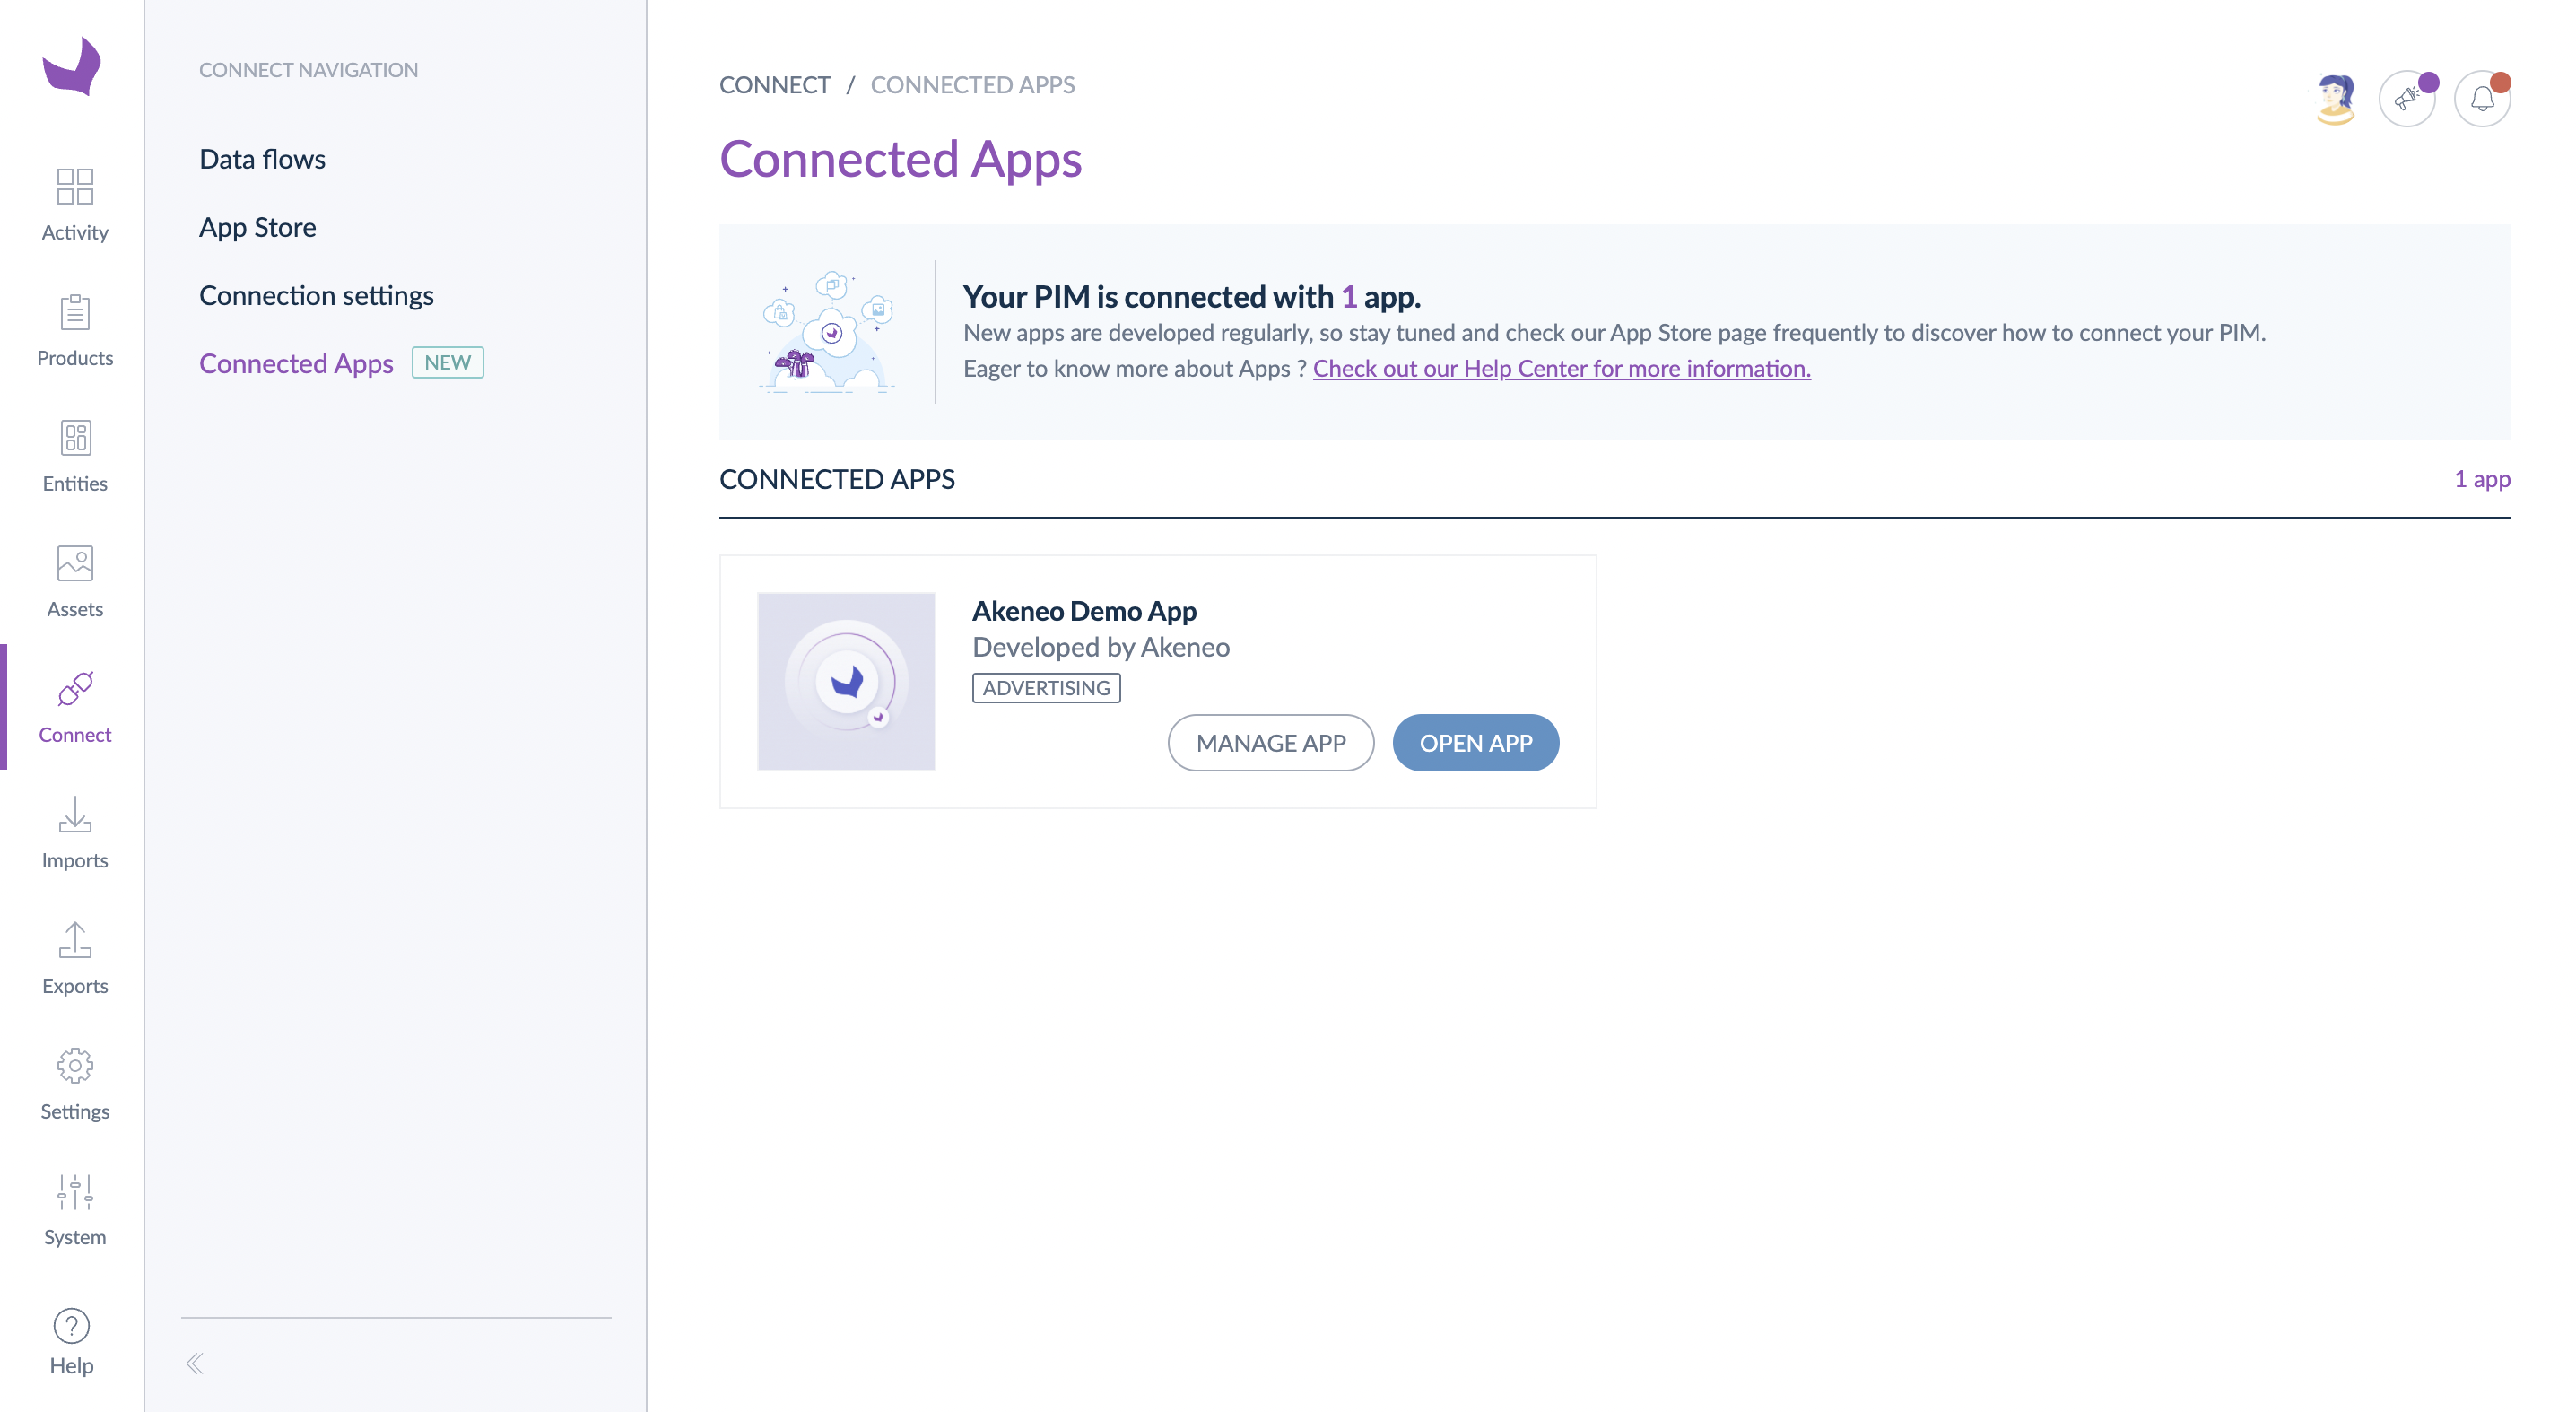 Activity
Products
Entities
Assets
Connect
Imports
Exports
Settings
System
Help
CONNECT NAVIGATION
Data flows
App Store
Connection settings
Connected Apps NEW
CONNECT / CONNECTED APPS
Connected Apps
Your PIM is connected with 1 app.
New apps are developed regularly, so stay tuned and check our App Store page frequently to discover how to connect your PIM.
Eager to know more about Apps ? Check out our Help Center for more information.
CONNECTED APPS 1 app
Akeneo Demo App
Developed by Akeneo
ADVERTISING
MANAGE APP OPEN APP